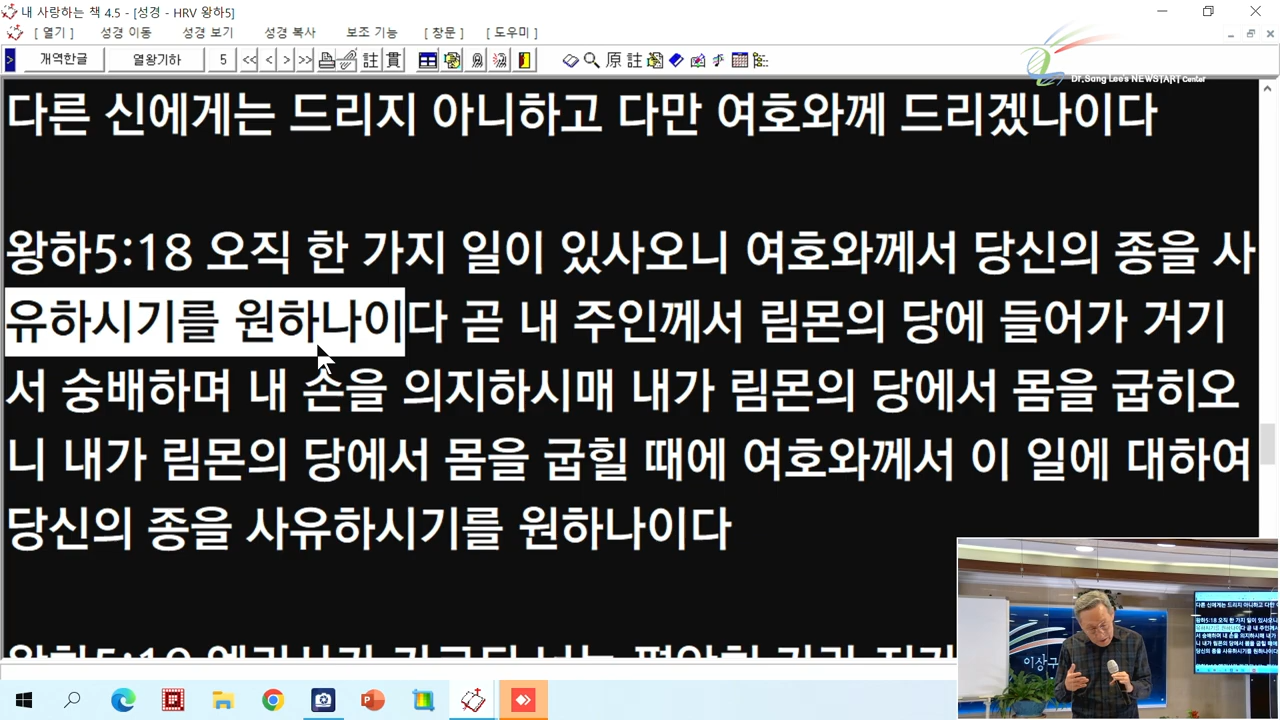 내 사랑하는 책 4.5 - [성경 - HRV 왕하5]
[ 열기 ] 성경 이동 성경 보기 성경 복사 보조 기능 [ 창문 ] [ 도우미 ]
개역한글 열왕기하 5 << < > >> 註 貫 原 註
Dr.Sang Lee's NEWSTART Center
다른 신에게는 드리지 아니하고 다만 여호와께 드리겠나이다
왕하5:18 오직 한 가지 일이 있사오니 여호와께서 당신의 종을 사
유하시기를 원하나이다 곧 내 주인께서 림몬의 당에 들어가 거기
서 숭배하며 내 손을 의지하시매 내가 림몬의 당에서 몸을 굽히오
니 내가 림몬의 당에서 몸을 굽힐 때에 여호와께서 이 일에 대하여
당신의 종을 사유하시기를 원하나이다
이상구